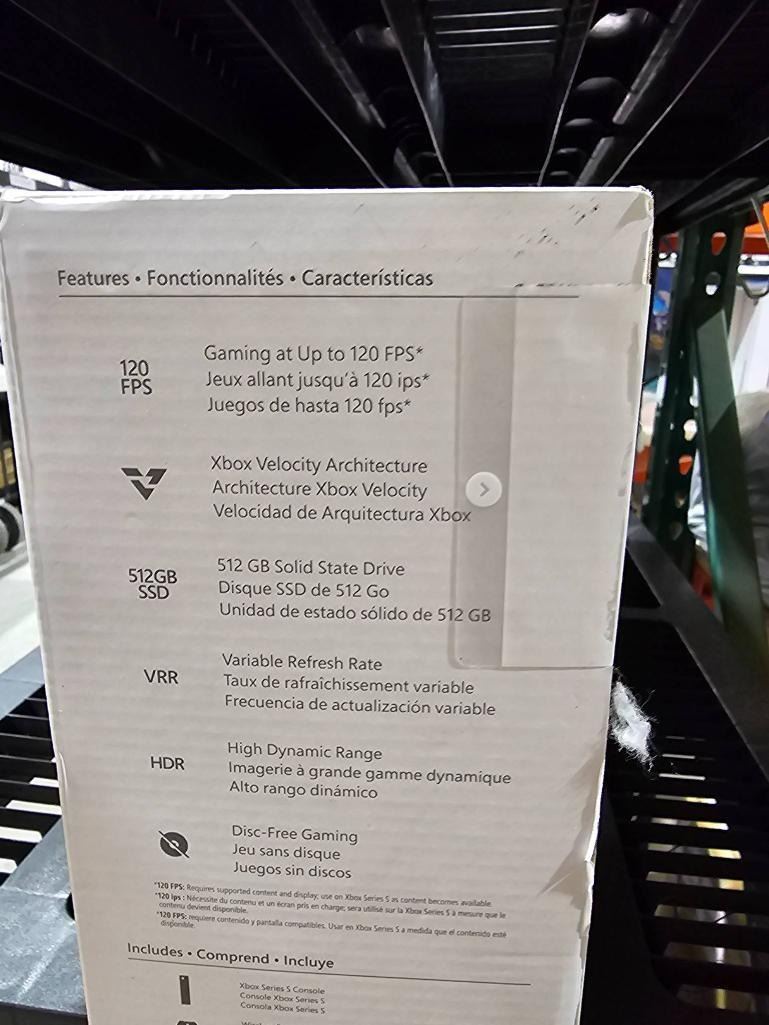 Features • Fonctionnalités • Características
120
FPS
Gaming at Up to 120 FPS*
Jeux allant jusqu'à 120 ips*
Juegos de hasta 120 fps*
Xbox Velocity Architecture
Architecture Xbox Velocity
Velocidad de Arquitectura Xbox
512GB
SSD
512 GB Solid State Drive
Disque SSD de 512 Go
Unidad de estado sólido de 512 GB
VRR
Variable Refresh Rate
Taux de rafraîchissement variable
Frecuencia de actualización variable
HDR
High Dynamic Range
Imagerie à grande gamme dynamique
Alto rango dinámico
Disc-Free Gaming
Jeu sans disque
Juegos sin discos
*120 FPS: Requires supported content and display; use on Xbox Series S as content becomes available.
*120 ips : Nécessite du contenu et un écran pris en charge; sera utilisé sur la Xbox Series S à mesure que le
contenu devient disponible.
*120 FPS: requiere contenido y pantalla compatibles. Usar en Xbox Series S a medida que el contenido esté
disponible.
Includes • Comprend • Incluye
Xbox Series S Console
Console Xbox Series S
Consola Xbox Series S